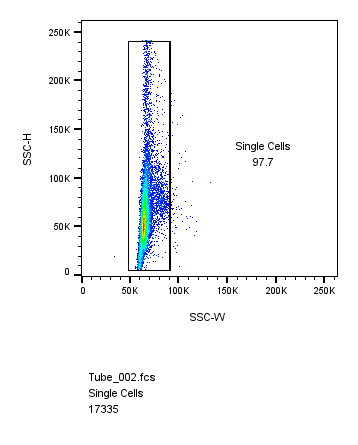 250K
200K
150K
100K
50K
0
SSC-H
Single Cells
97.7
0 50K 100K 150K 200K 250K
SSC-W
Tube_002.fcs
Single Cells
17335